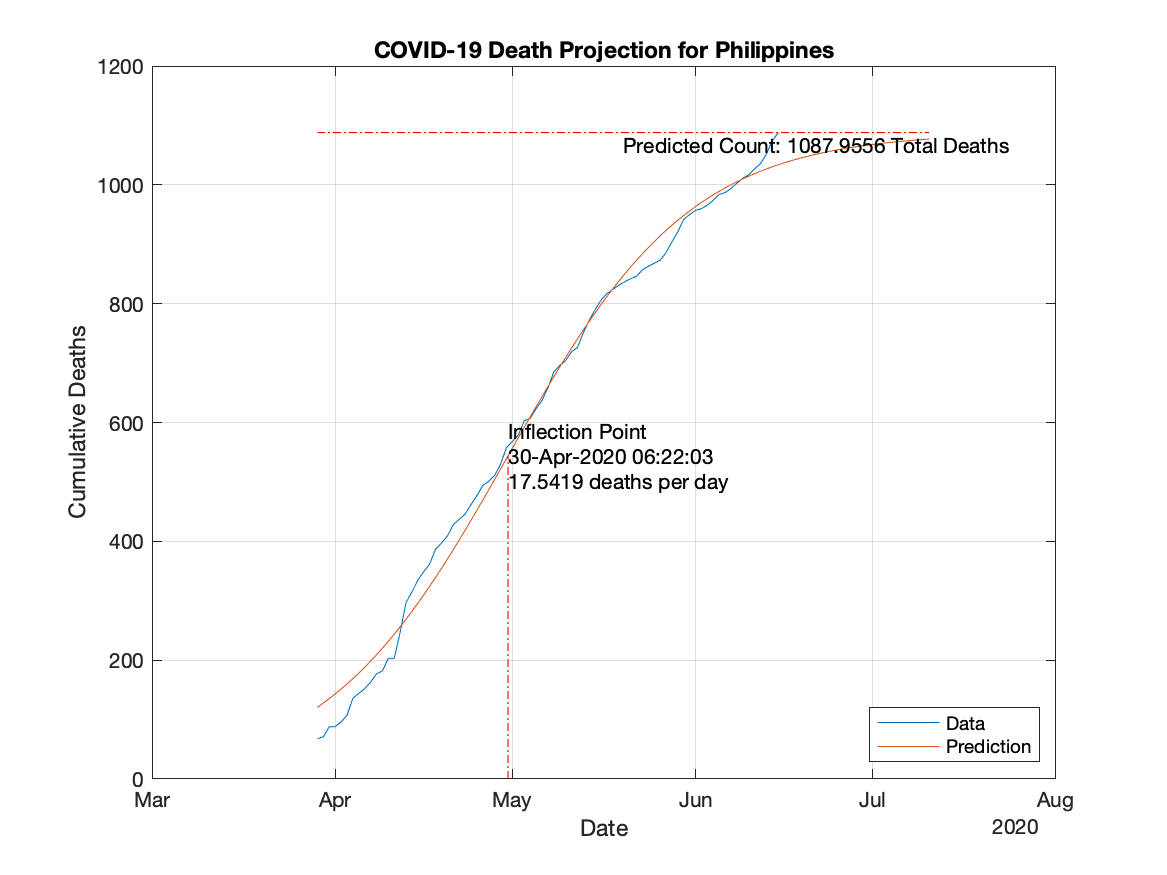 COVID-19 Death Projection for Philippines
1200
1000
800
600
400
200
0
Cumulative Deaths
Predicted Count: 1087.9556 Total Deaths
Inflection Point
30-Apr-2020 06:22:03
17.5419 deaths per day
Data
Prediction
Mar
Apr
May
Jun
Jul
Aug
Date
2020